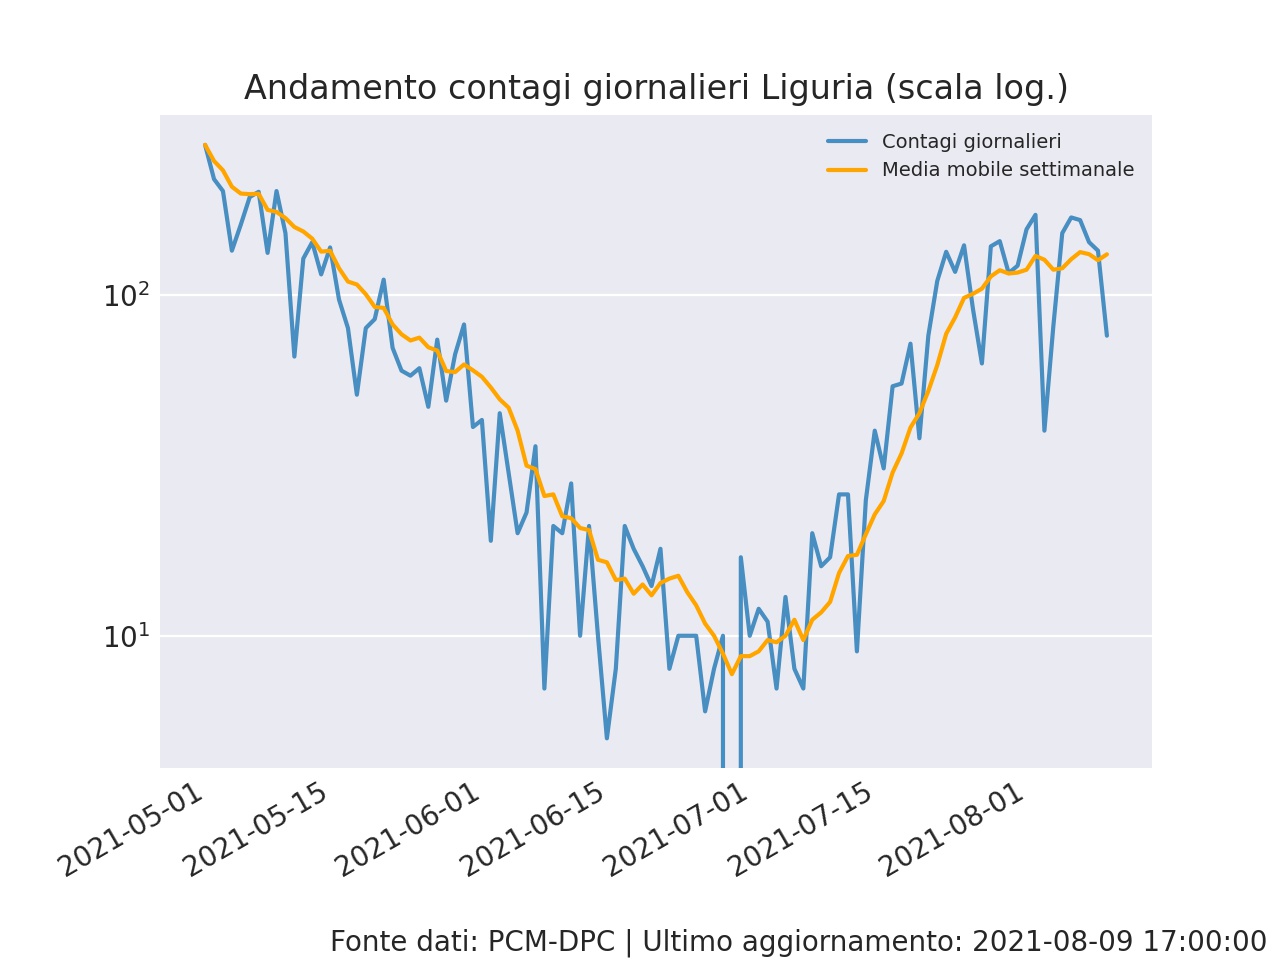 Andamento contagi giornalieri Liguria (scala log.)
Contagi giornalieri
Media mobile settimanale
10²
10¹
2021-05-01
2021-05-15
2021-06-01
2021-06-15
2021-07-01
2021-07-15
2021-08-01
Fonte dati: PCM-DPC | Ultimo aggiornamento: 2021-08-09 17:00:00